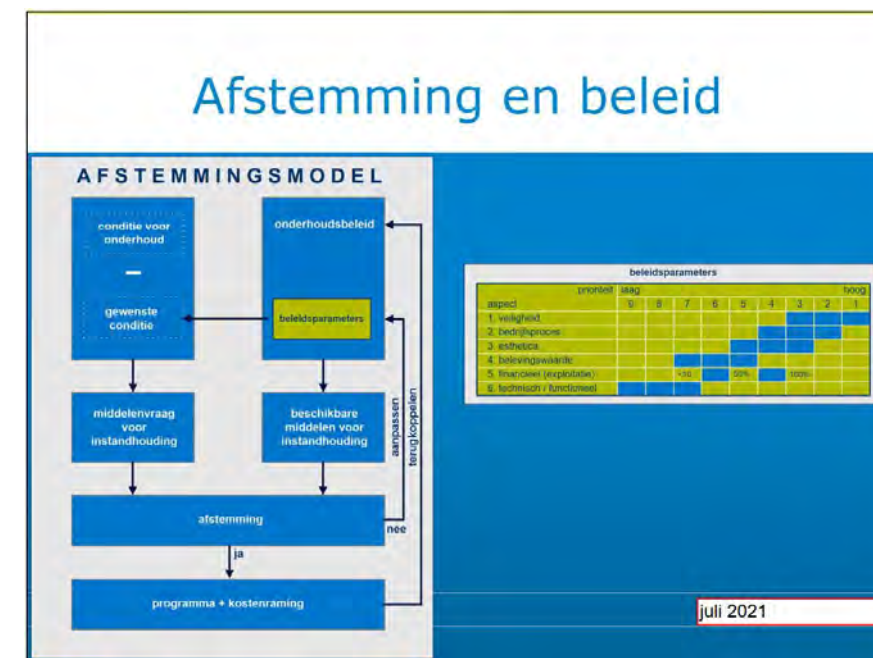 Afstemming en beleid
AFSTEMMINGSMODEL
conditie voor
onderhoud
–
gewenste
conditie
onderhoudsbeleid
beleidsparameters
middelenvraag
voor
instandhouding
beschikbare
middelen voor
instandhouding
aanpassen
terugkoppelen
afstemming
nee
ja
programma + kostenraming
beleidsparameters
prioriteit laag hoog
aspect 9 8 7 6 5 4 3 2 1
1. veiligheid
2. bedrijfsproces
3. esthetica
4. belevingswaarde
5. financieel (exploitatie) 50% 100%
6. technisch / functioneel
juli 2021